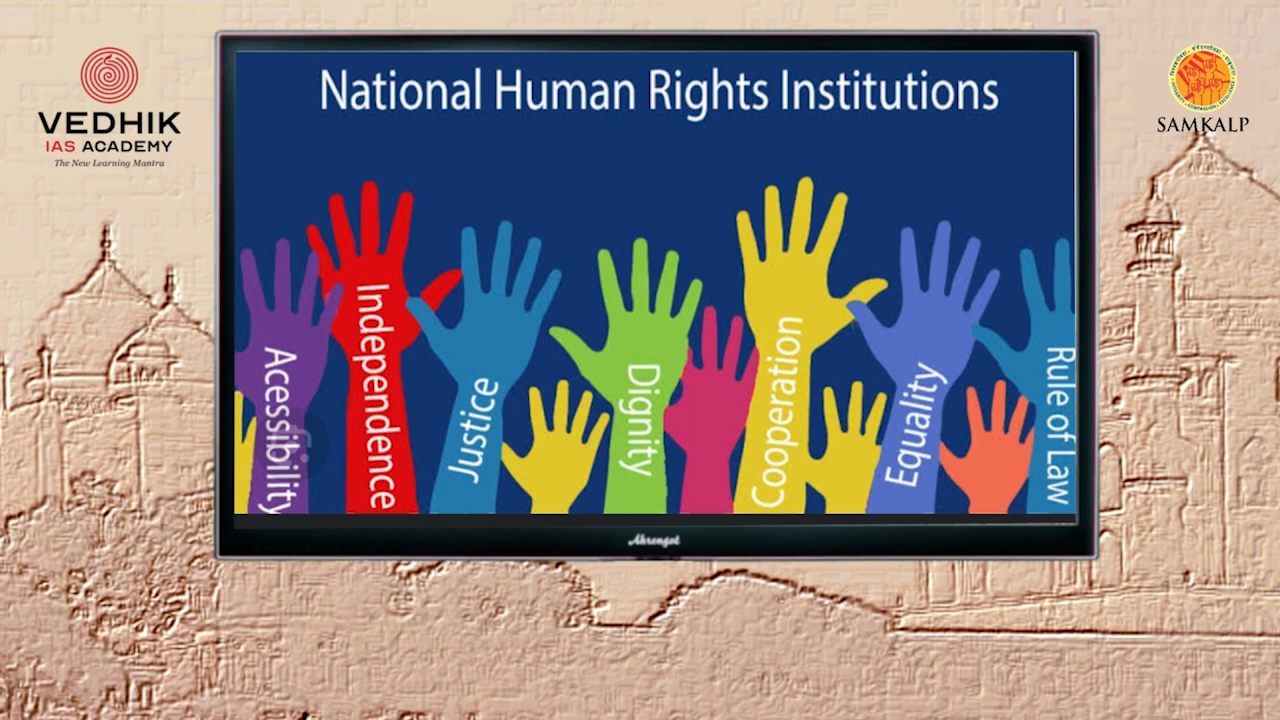 VEDHIK
IAS ACADEMY
The New Learning Mantra
National Human Rights Institutions
SAMKALP
Acessibility
Independence
Justice
Dignity
Cooperation
Equality
Rule of Law